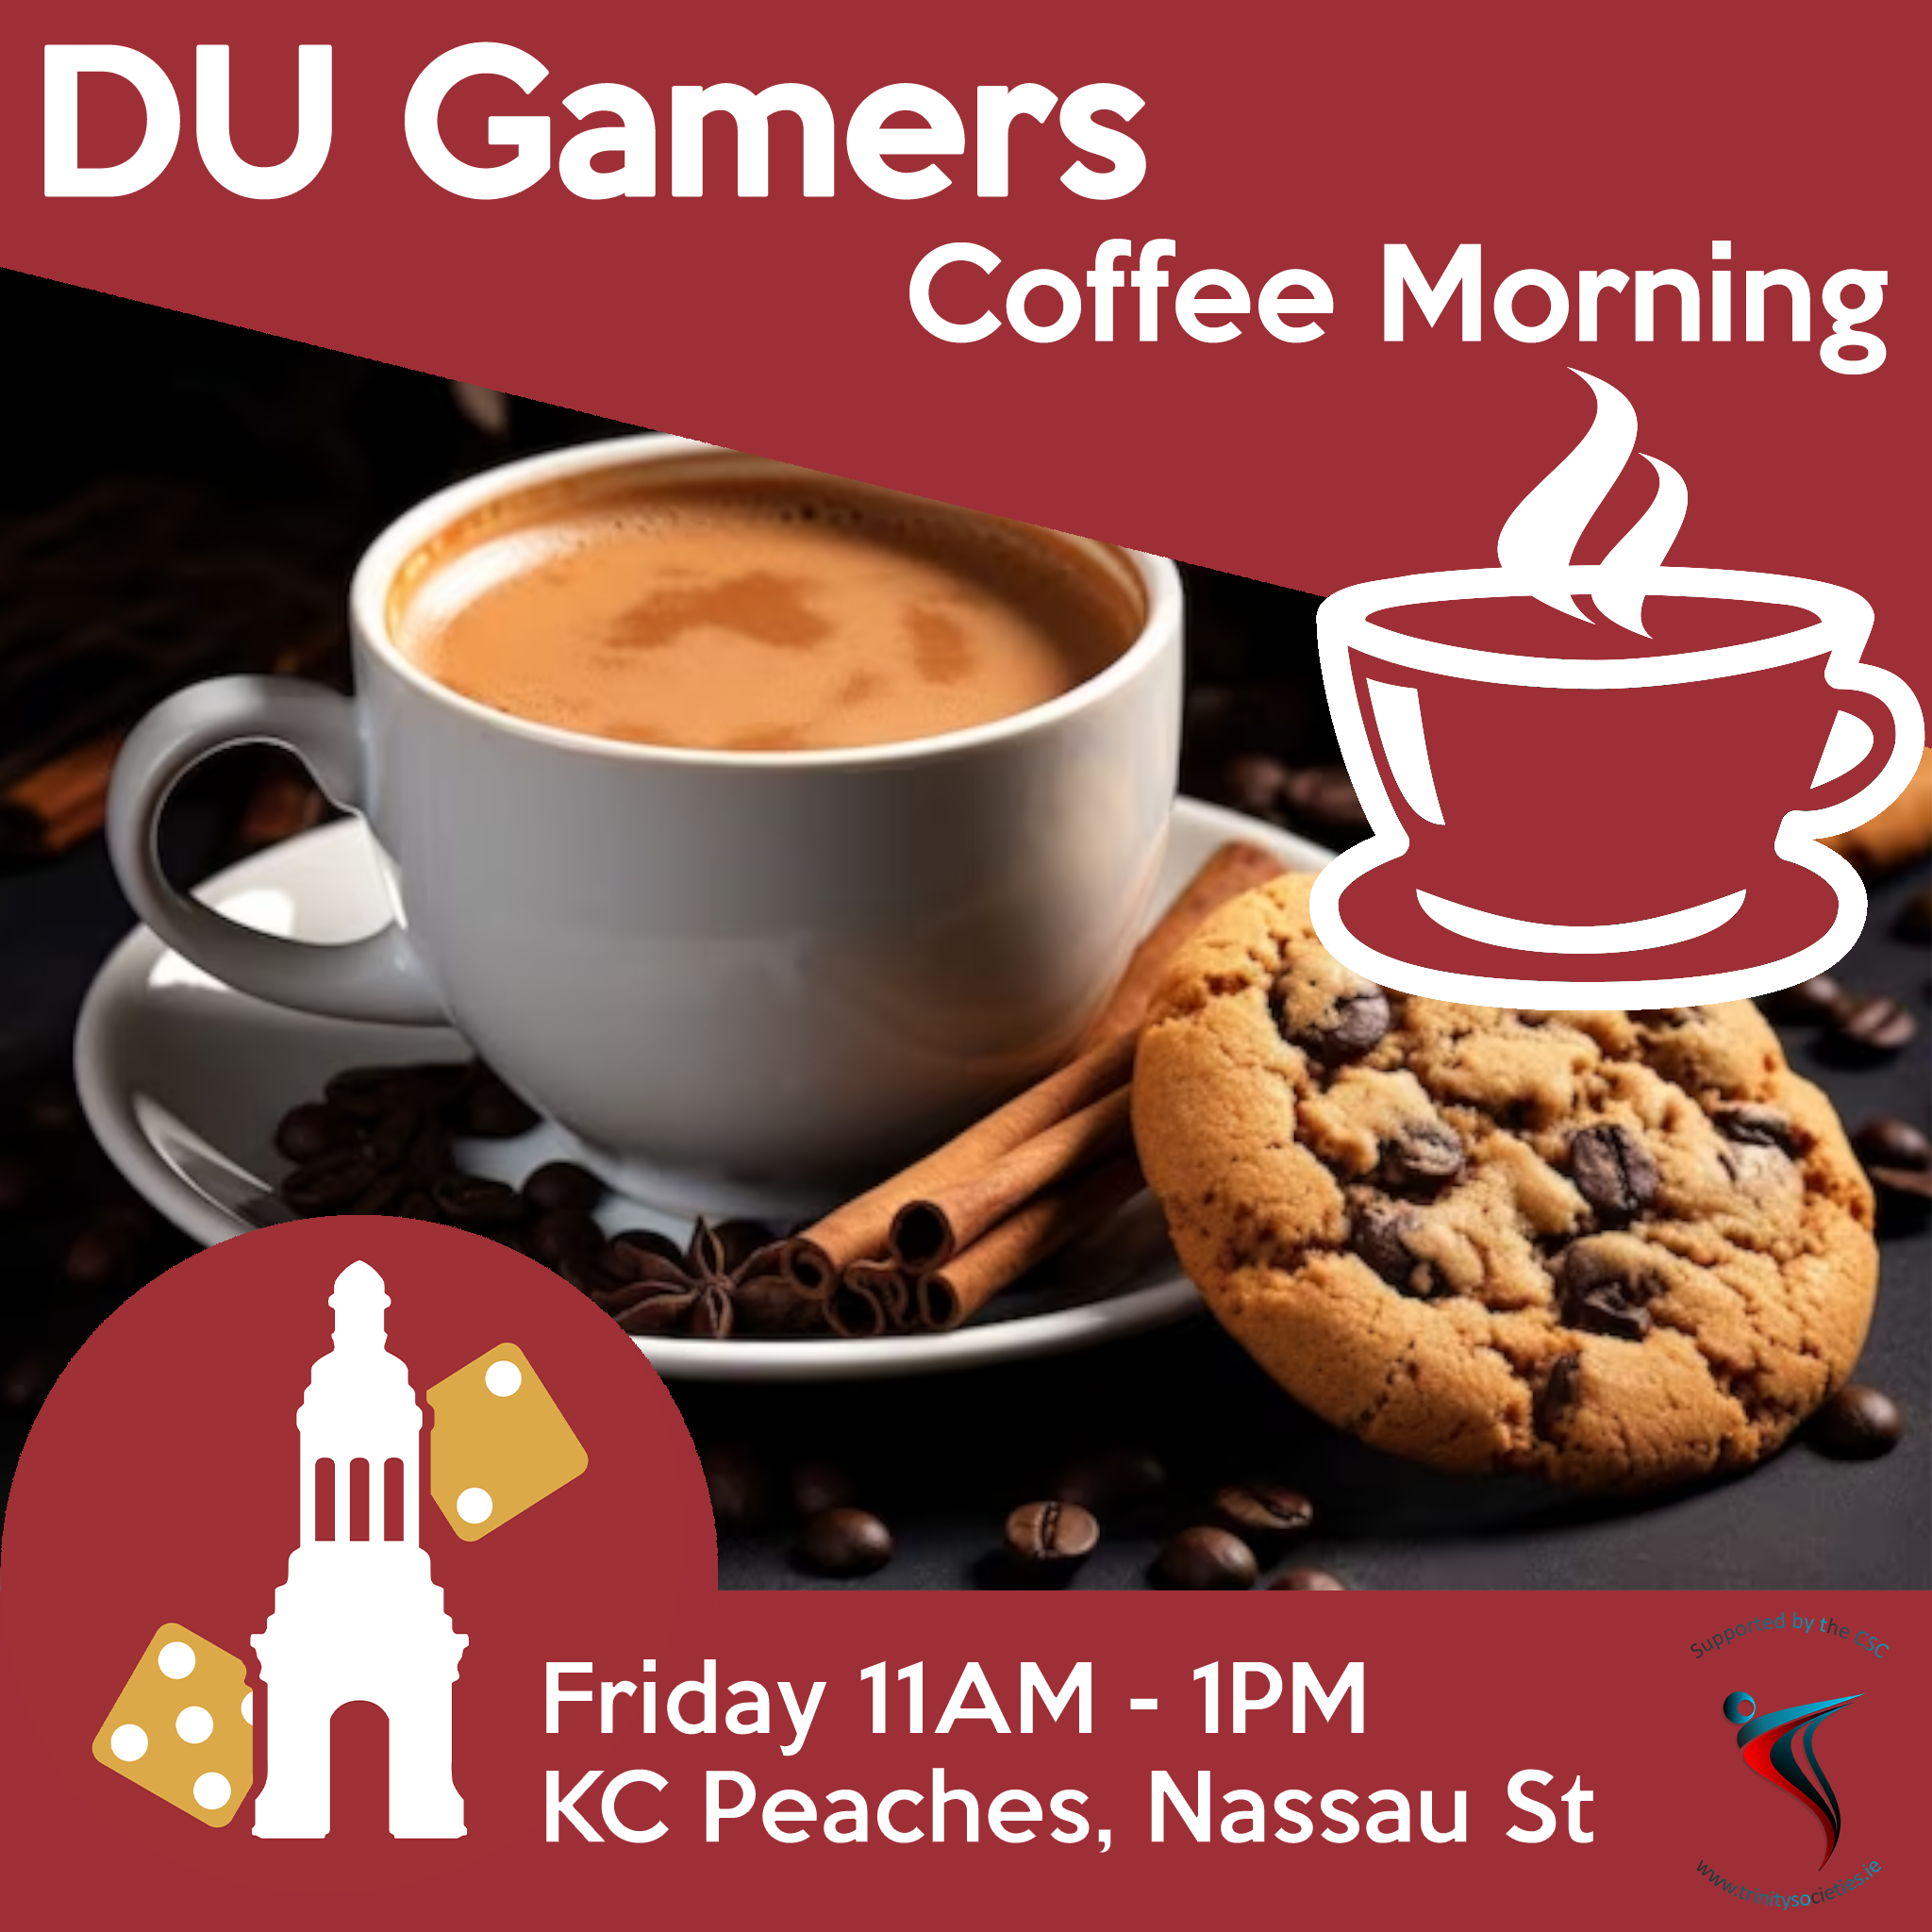 DU Gamers
Coffee Morning
Friday 11AM - 1PM
KC Peaches, Nassau St
Supported by the CSC
www.trinitysocieties.ie